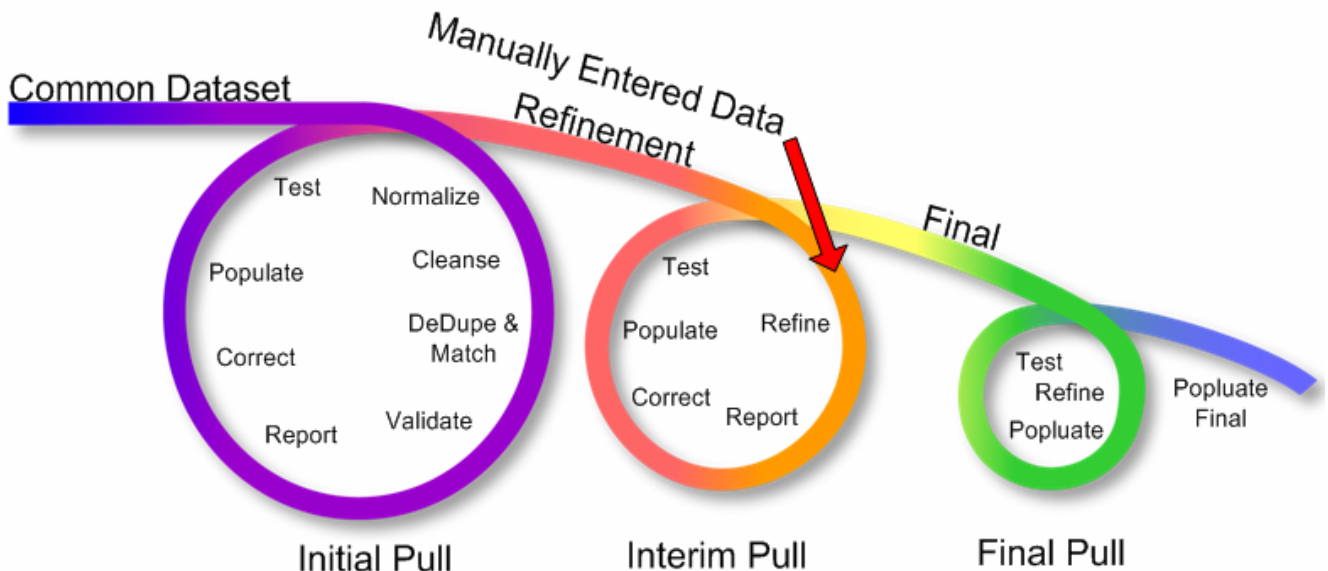 Manually Entered Data
Common Dataset
Refinement
Final
Test
Normalize
Populate
Cleanse
Correct
DeDupe &
Match
Report
Validate
Test
Populate
Refine
Correct
Report
Test
Refine
Popluate
Popluate
Final
Initial Pull
Interim Pull
Final Pull